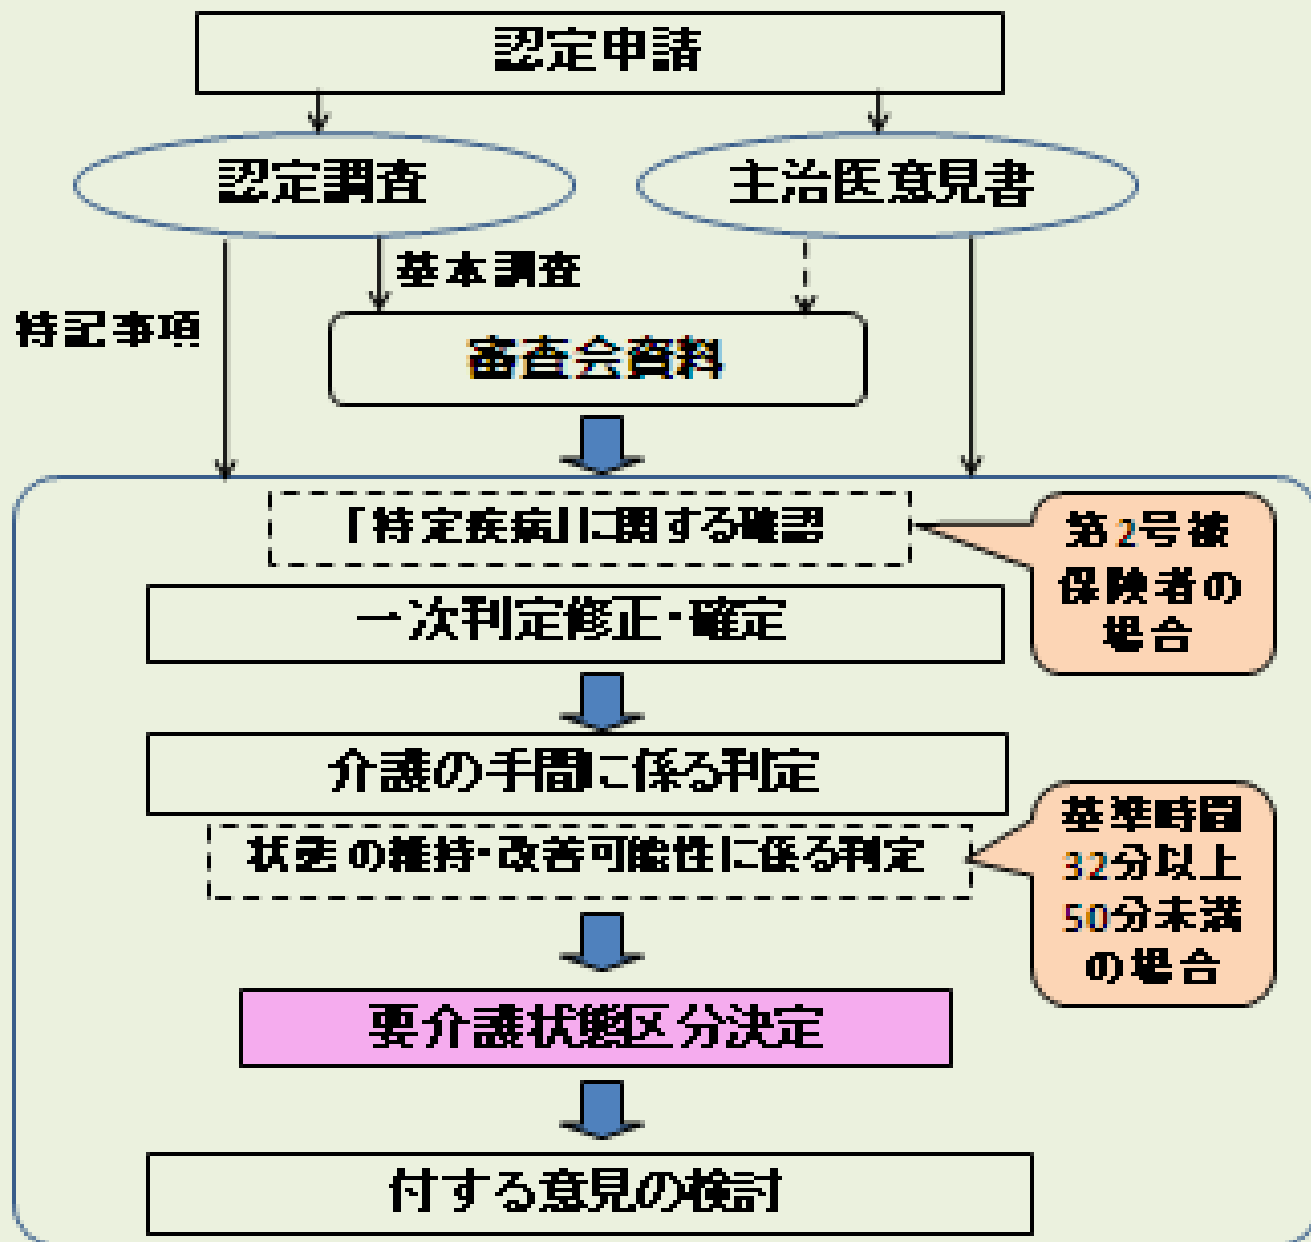 認定申請
認定調査
主治医意見書
基本調査
特記事項
審査会資料
「特定疾病」に関する確認
第2号被
保険者の
場合
一次判定修正・確定
介護の手間に係る判定
状態の維持・改善可能性に係る判定
基準時間
32分以上
50分未満
の場合
要介護状態区分決定
付する意見の検討